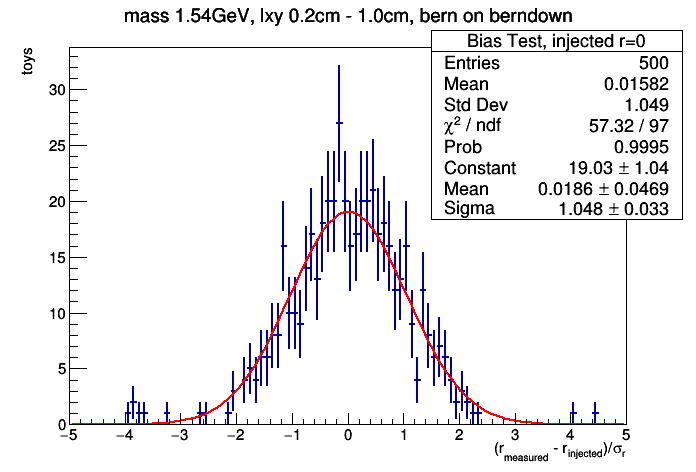 mass 1.54GeV, lxy 0.2cm - 1.0cm, bern on berndown
Bias Test, injected r=0
Entries 500
Mean 0.01582
Std Dev 1.049
χ² / ndf 57.32 / 97
Prob 0.9995
Constant 19.03 ± 1.04
Mean 0.0186 ± 0.0469
Sigma 1.048 ± 0.033
toys
30
25
20
15
10
5
0
−5 −4 −3 −2 −1 0 1 2 3 4 5
(r_measured - r_injected)/σ_r